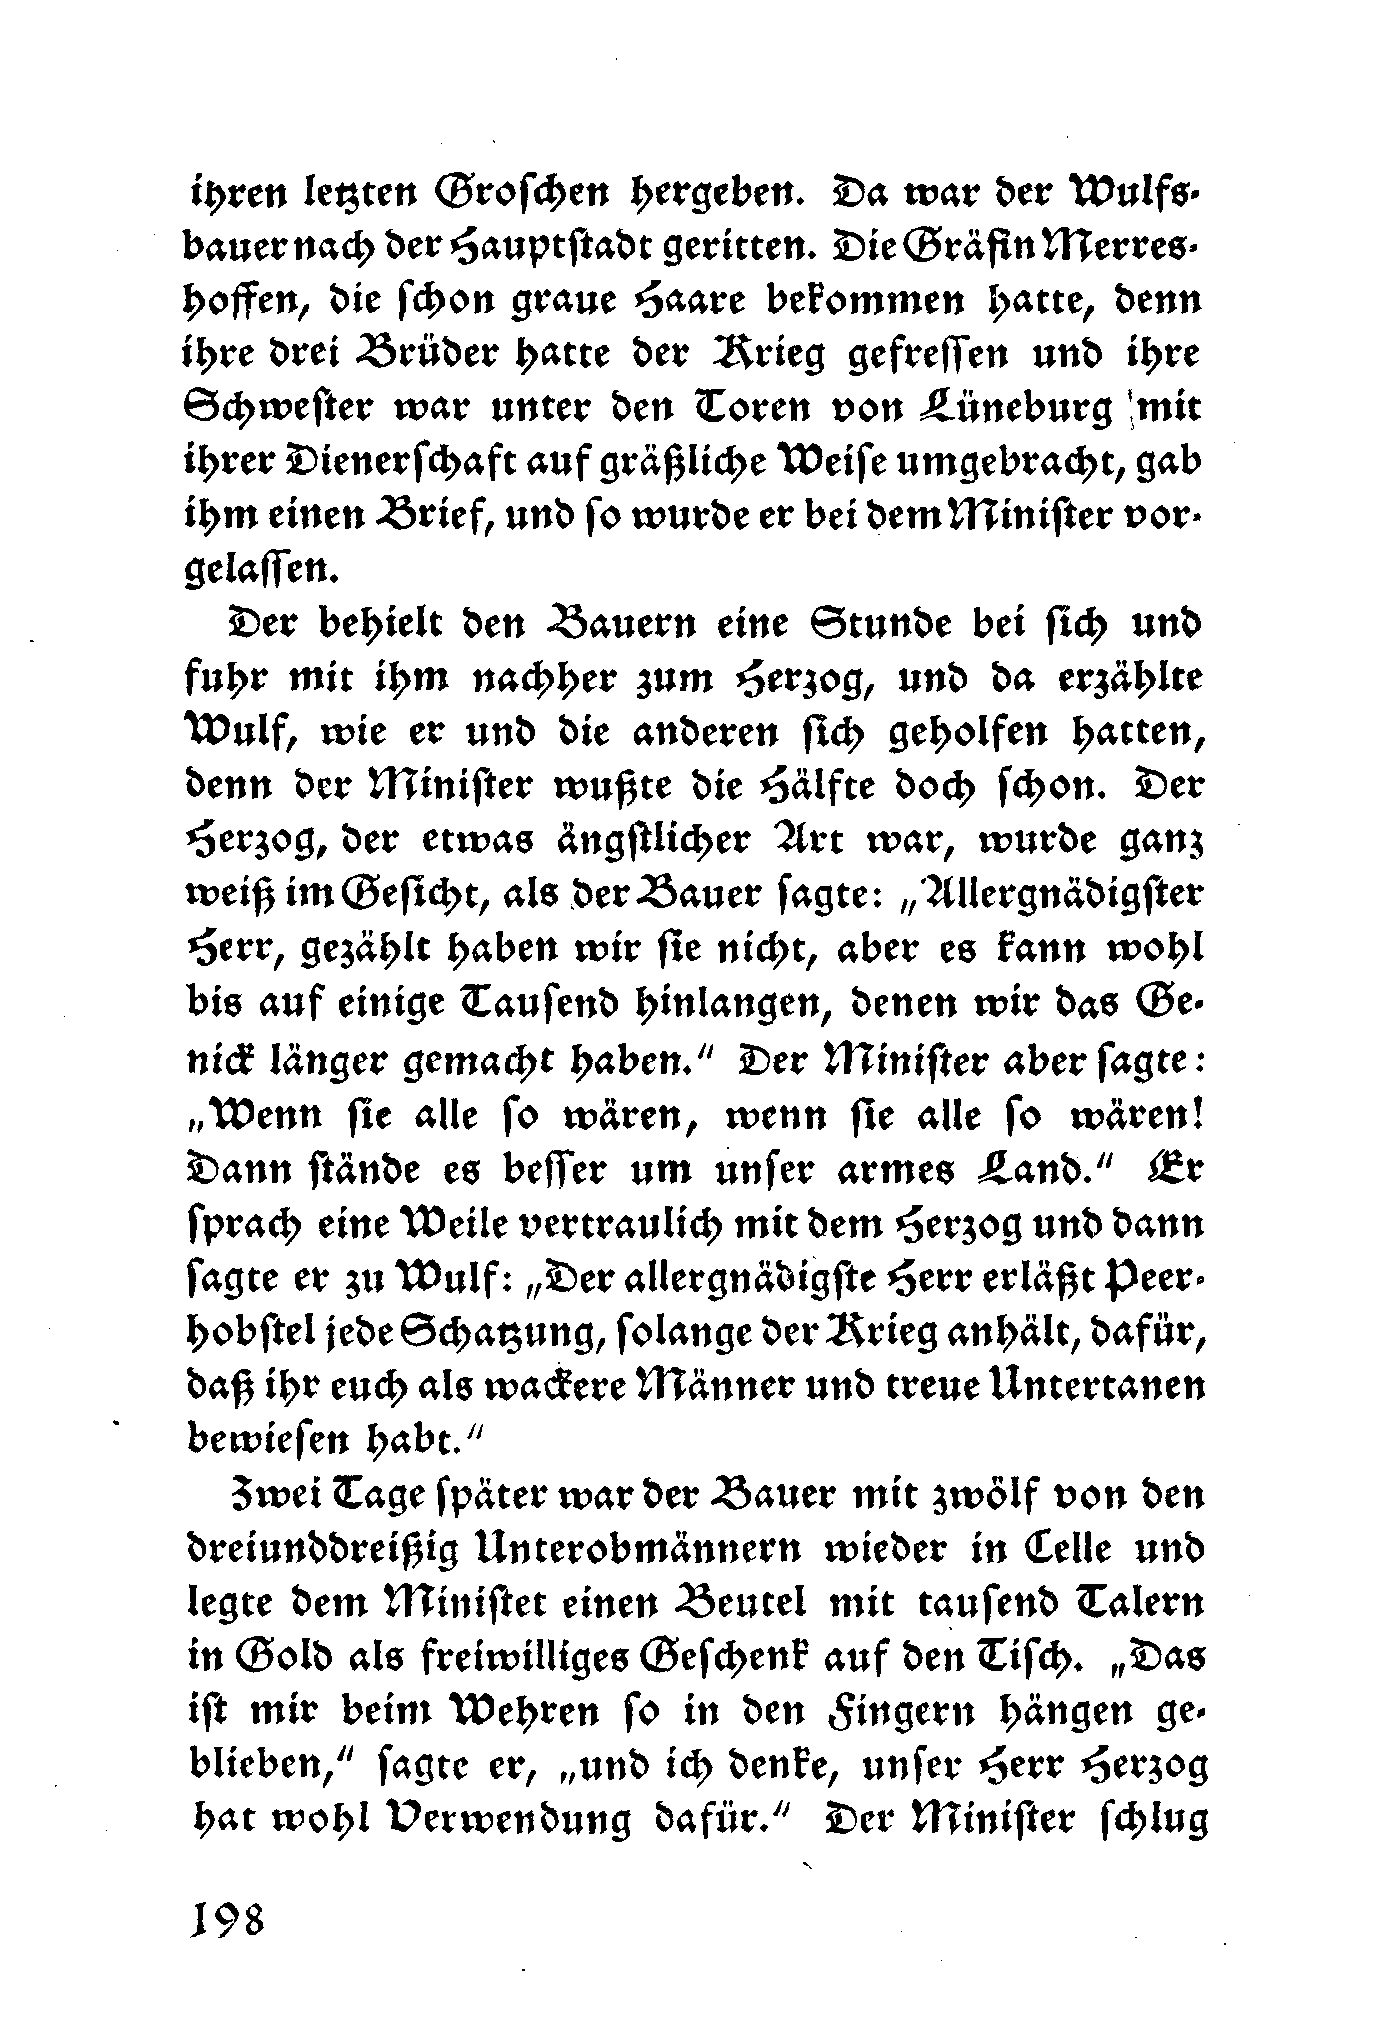 ihren letzten Groschen hergeben. Da war der Wulfs-
bauer nach der Hauptstadt geritten. Die Gräfin Merres-
hoffen, die schon graue Haare bekommen hatte, denn
ihre drei Brüder hatte der Krieg gefressen und ihre
Schwester war unter den Toren von Lüneburg mit
ihrer Dienerschaft auf gräßliche Weise umgebracht, gab
ihm einen Brief, und so wurde er bei dem Minister vor-
gelassen.
Der behielt den Bauern eine Stunde bei sich und
fuhr mit ihm nachher zum Herzog, und da erzählte
Wulf, wie er und die anderen sich geholfen hatten,
denn der Minister wußte die Hälfte doch schon. Der
Herzog, der etwas ängstlicher Art war, wurde ganz
weiß im Gesicht, als der Bauer sagte: „Allergnädigster
Herr, gezählt haben wir sie nicht, aber es kann wohl
bis auf einige Tausend hinlangen, denen wir das Ge-
nick länger gemacht haben.“ Der Minister aber sagte:
„Wenn sie alle so wären, wenn sie alle so wären!
Dann stände es besser um unser armes Land.“ Er
sprach eine Weile vertraulich mit dem Herzog und dann
sagte er zu Wulf: „Der allergnädigste Herr erläßt Peer-
hobstel jede Schatzung, solange der Krieg anhält, dafür,
daß ihr euch als wackere Männer und treue Untertanen
bewiesen habt.“
Zwei Tage später war der Bauer mit zwölf von den
dreiunddreißig Unterobmännern wieder in Celle und
legte dem Ministet einen Beutel mit tausend Talern
in Gold als freiwilliges Geschenk auf den Tisch. „Das
ist mir beim Wehren so in den Fingern hängen ge-
blieben,“ sagte er, „und ich denke, unser Herr Herzog
hat wohl Verwendung dafür.“ Der Minister schlug
198